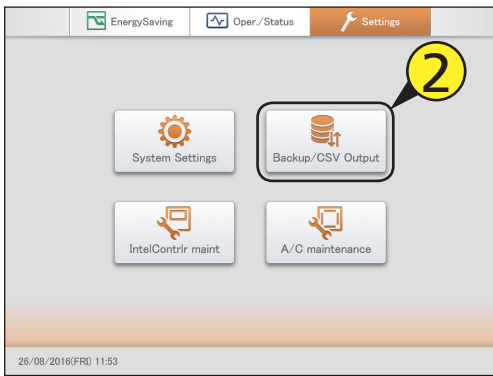 EnergySaving
Oper./Status
Settings
2
System Settings
Backup/CSV Output
IntelContrlr maint
A/C maintenance
26/08/2016(FRI) 11:53